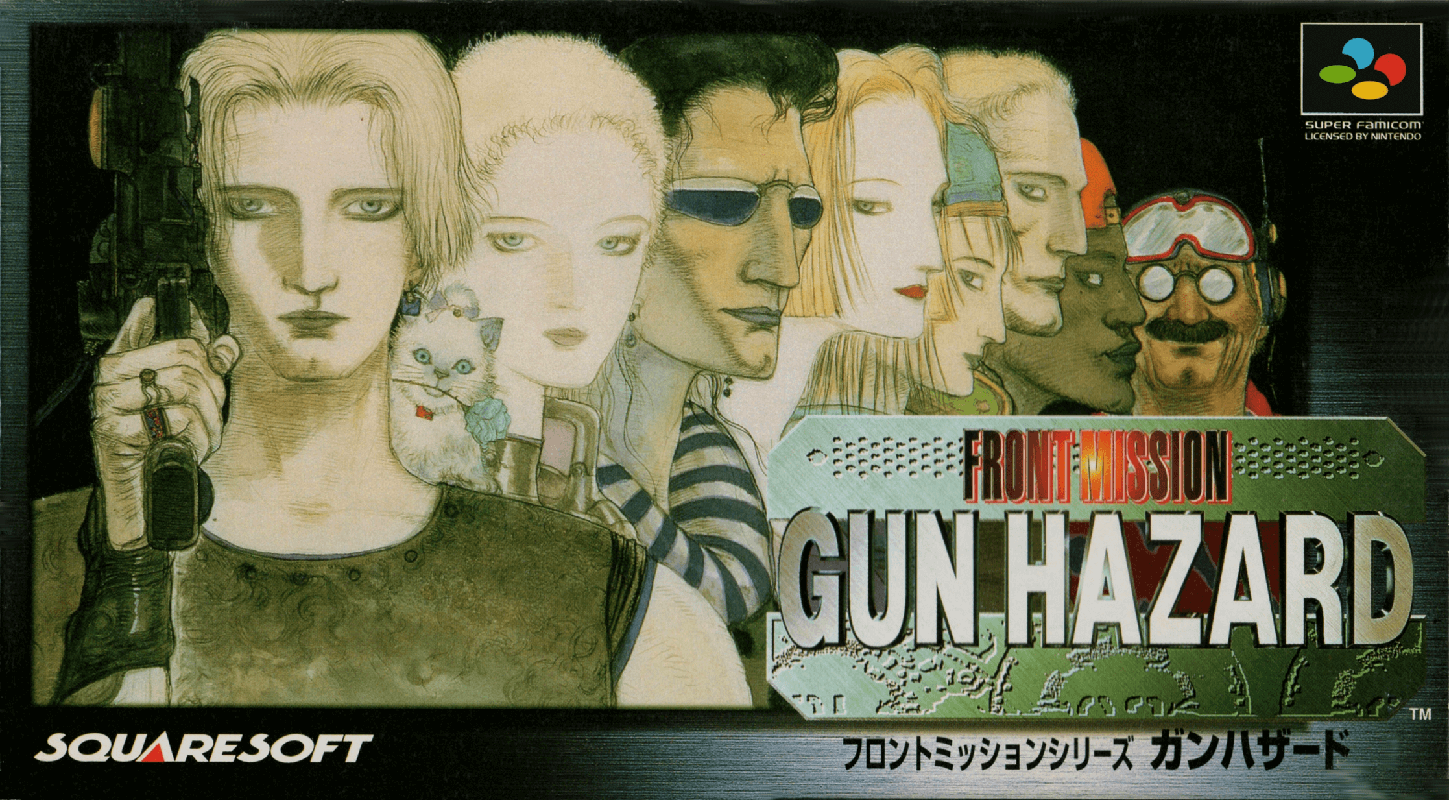 SUPER FAMICOM
LICENSED BY NINTENDO
FRONT MISSION
GUN HAZARD
TM
SQUARESOFT
フロントミッションシリーズ ガンハザード